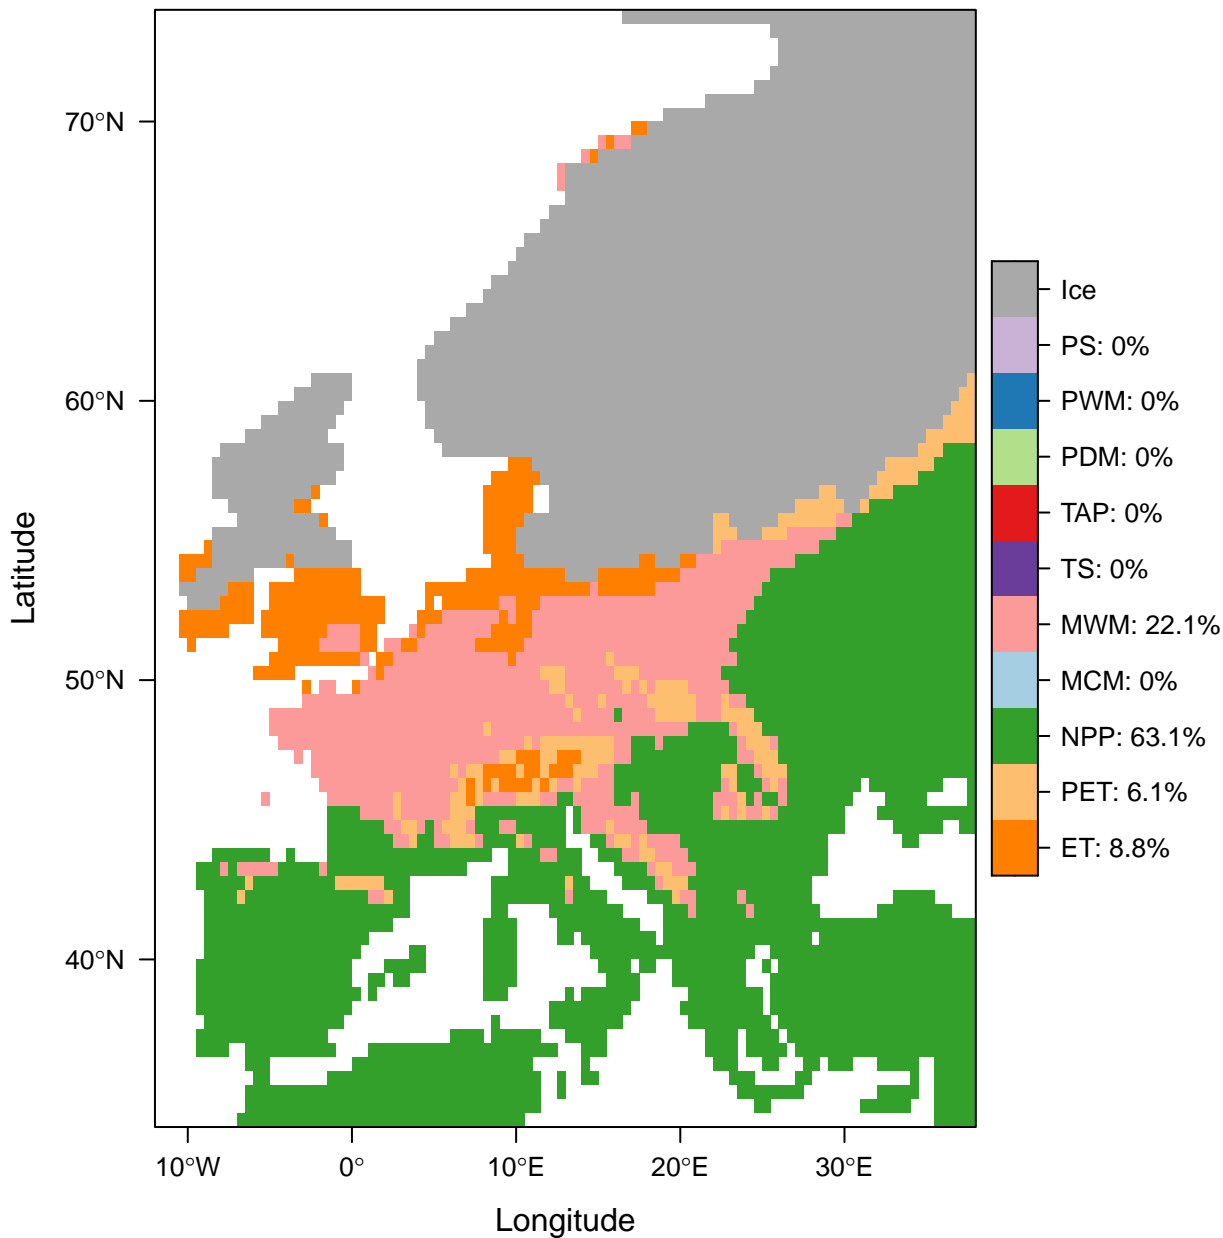 70°N
60°N
50°N
40°N
Latitude
10°W
0°
10°E
20°E
30°E
Longitude
Ice
PS: 0%
PWM: 0%
PDM: 0%
TAP: 0%
TS: 0%
MWM: 22.1%
MCM: 0%
NPP: 63.1%
PET: 6.1%
ET: 8.8%